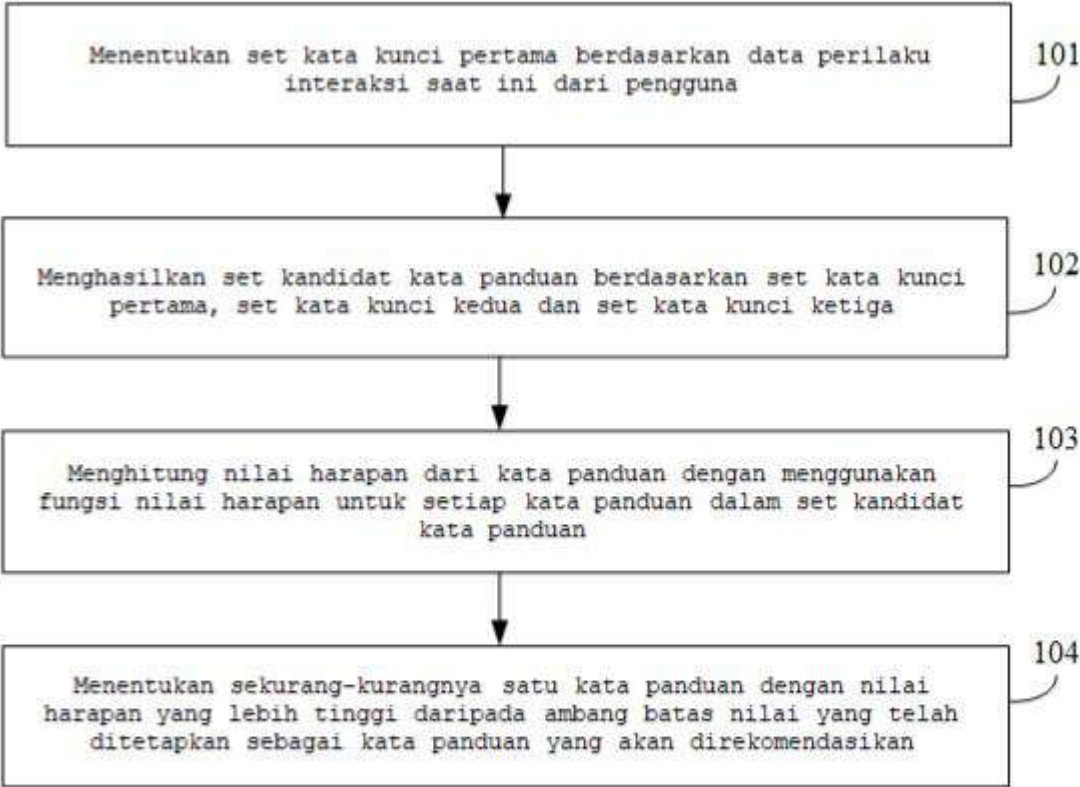 Menentukan set kata kunci pertama berdasarkan data perilaku
interaksi saat ini dari pengguna
101
Menghasilkan set kandidat kata panduan berdasarkan set kata kunci
pertama, set kata kunci kedua dan set kata kunci ketiga
102
Menghitung nilai harapan dari kata panduan dengan menggunakan
fungsi nilai harapan untuk setiap kata panduan dalam set kandidat
kata panduan
103
Menentukan sekurang-kurangnya satu kata panduan dengan nilai
harapan yang lebih tinggi daripada ambang batas nilai yang telah
ditetapkan sebagai kata panduan yang akan direkomendasikan
104